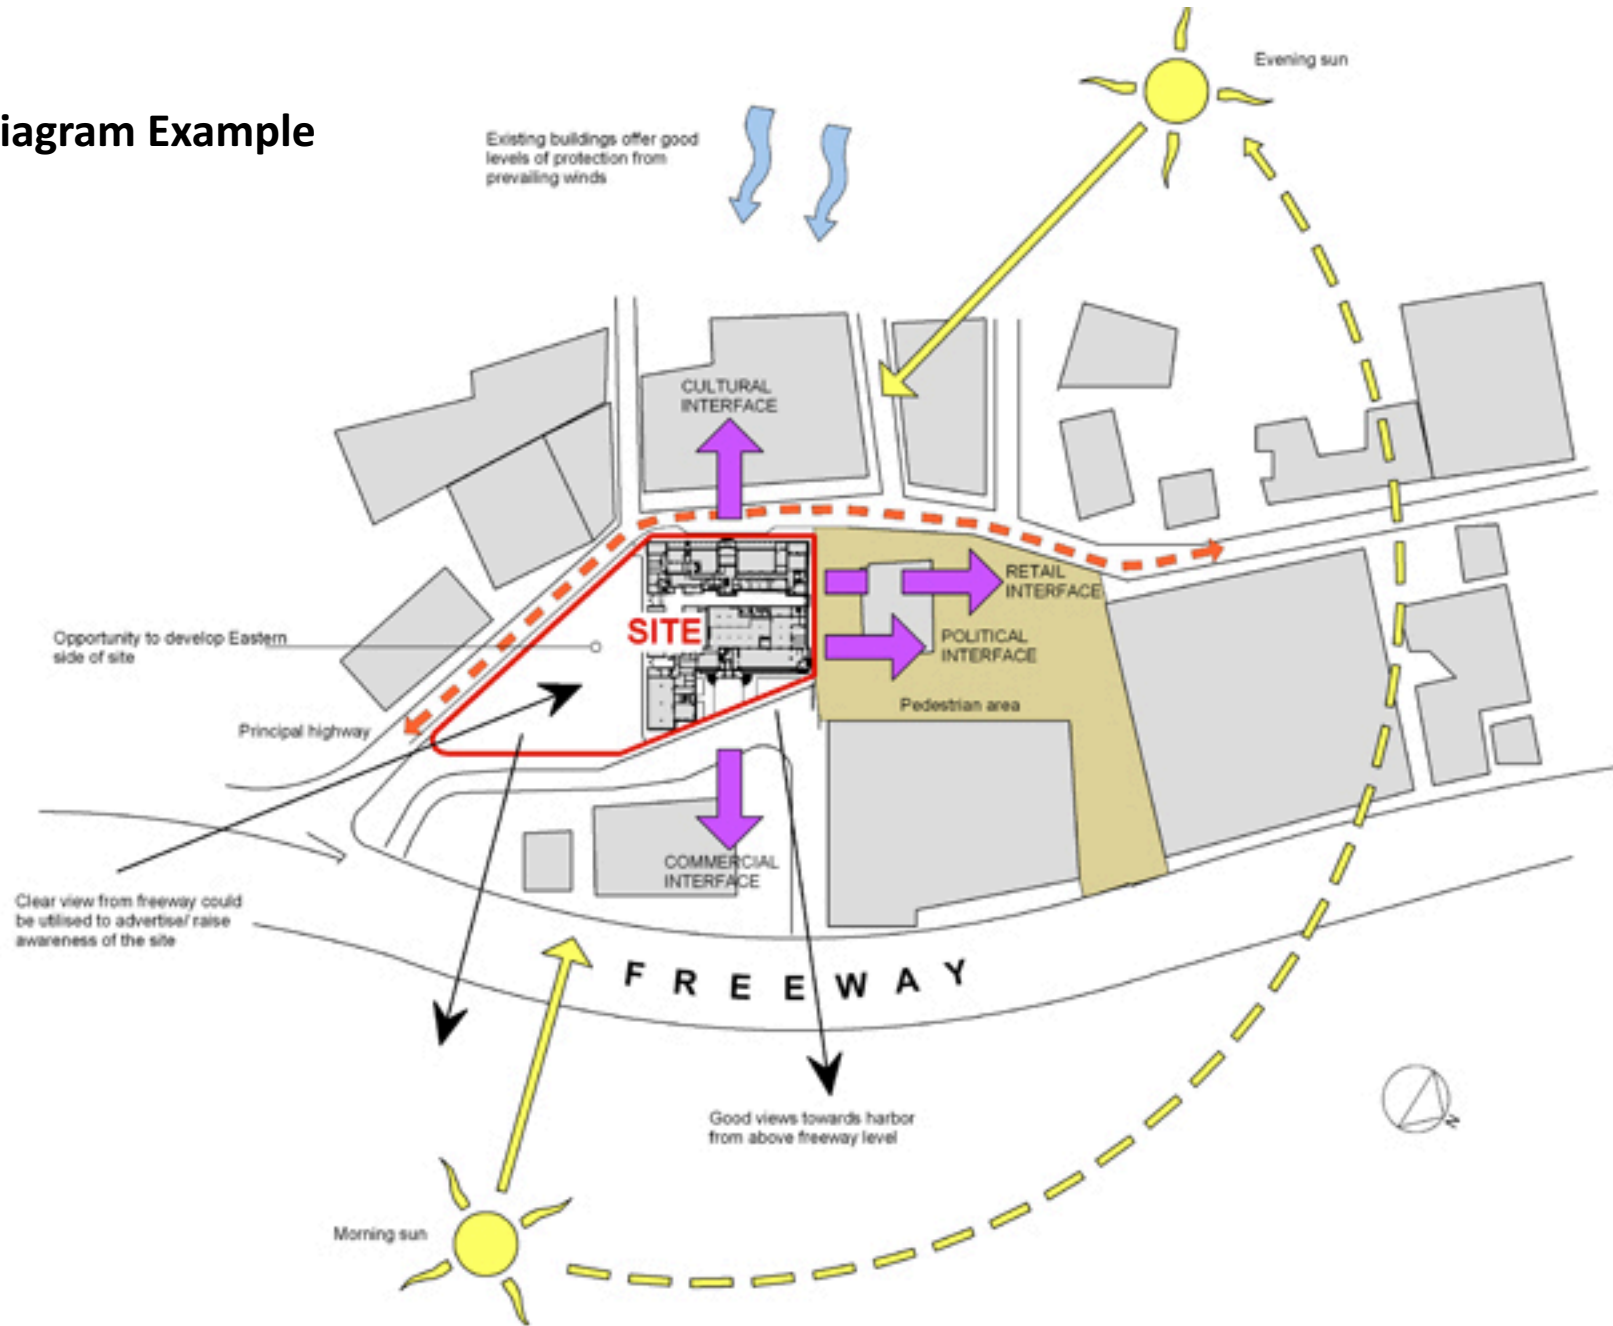 iagram Example
Evening sun
Existing buildings offer good
levels of protection from
prevailing winds
CULTURAL
INTERFACE
RETAIL
INTERFACE
SITE
POLITICAL
INTERFACE
Opportunity to develop Eastern
side of site
Pedestrian area
Principal highway
COMMERCIAL
INTERFACE
Clear view from freeway could
be utilised to advertise/ raise
awareness of the site
FREEWAY
Good views towards harbor
from above freeway level
N
Morning sun